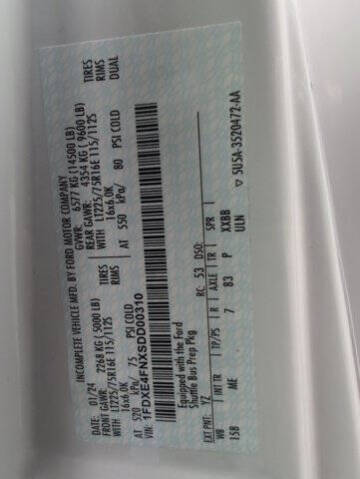 INCOMPLETE VEHICLE MFD. BY FORD MOTOR COMPANY
DATE: 01/24 GVWR: 6577 KG (14500 LB)
FRONT GAWR: 2268 KG (5000 LB) REAR GAWR: 4354 KG (9600 LB)
WITH LT225/75R16E 115/112S TIRES WITH LT225/75R16E 115/112S TIRES
16x6.0K RIMS 16x6.0K RIMS
AT 520 kPa/ 75 PSI COLD AT 550 kPa/ 80 PSI COLD DUAL
VIN: 1FDXE4FNXSDD00310
Equipped with the Ford
Shuttle Bus Prep Pkg
EXT PNT: YZ RC: 53 DSO:
WB INT TR TP/PS R AXLE TR SPR
158 ME 7 83 P XXBB
ULN
▽ SU5A-3520472-AA